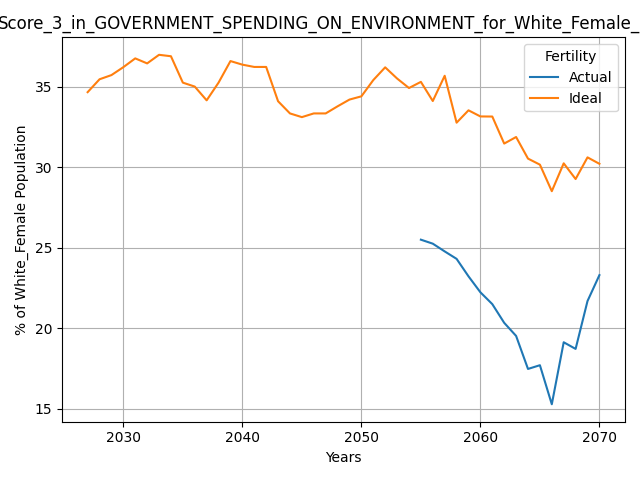 Score_3_in_GOVERNMENT_SPENDING_ON_ENVIRONMENT_for_White_Female_
Fertility
Actual
Ideal
% of White_Female Population
35
30
25
20
15
2030
2040
2050
2060
2070
Years